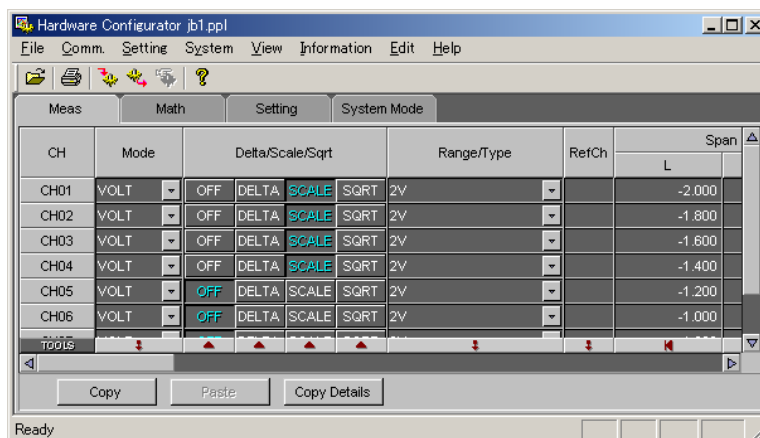 Hardware Configurator jb1.ppl
File Comm. Setting System View Information Edit Help
Meas Math Setting System Mode
CH Mode Delta/Scale/Sqrt Range/Type RefCh Span
L
CH01 VOLT OFF DELTA SCALE SQRT 2V -2.000
CH02 VOLT OFF DELTA SCALE SQRT 2V -1.800
CH03 VOLT OFF DELTA SCALE SQRT 2V -1.600
CH04 VOLT OFF DELTA SCALE SQRT 2V -1.400
CH05 VOLT OFF DELTA SCALE SQRT 2V -1.200
CH06 VOLT OFF DELTA SCALE SQRT 2V -1.000
TOOLS
Copy Paste Copy Details
Ready